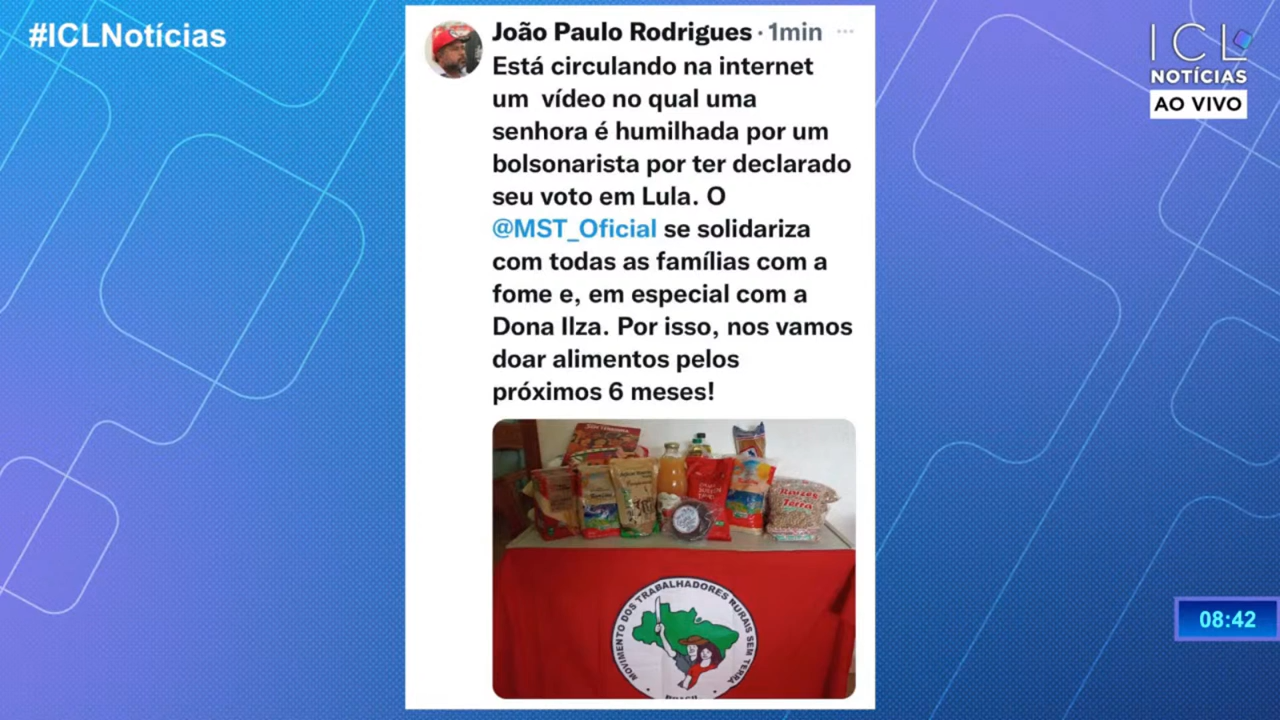 #ICLNotícias
ICL
NOTÍCIAS
AO VIVO
João Paulo Rodrigues · 1min
Está circulando na internet
um vídeo no qual uma
senhora é humilhada por um
bolsonarista por ter declarado
seu voto em Lula. O
@MST_Oficial se solidariza
com todas as famílias com a
fome e, em especial com a
Dona Ilza. Por isso, nos vamos
doar alimentos pelos
próximos 6 meses!
Raízes
Terra
MOVIMENTO DOS TRABALHADORES RURAIS SEM TERRA
08:42